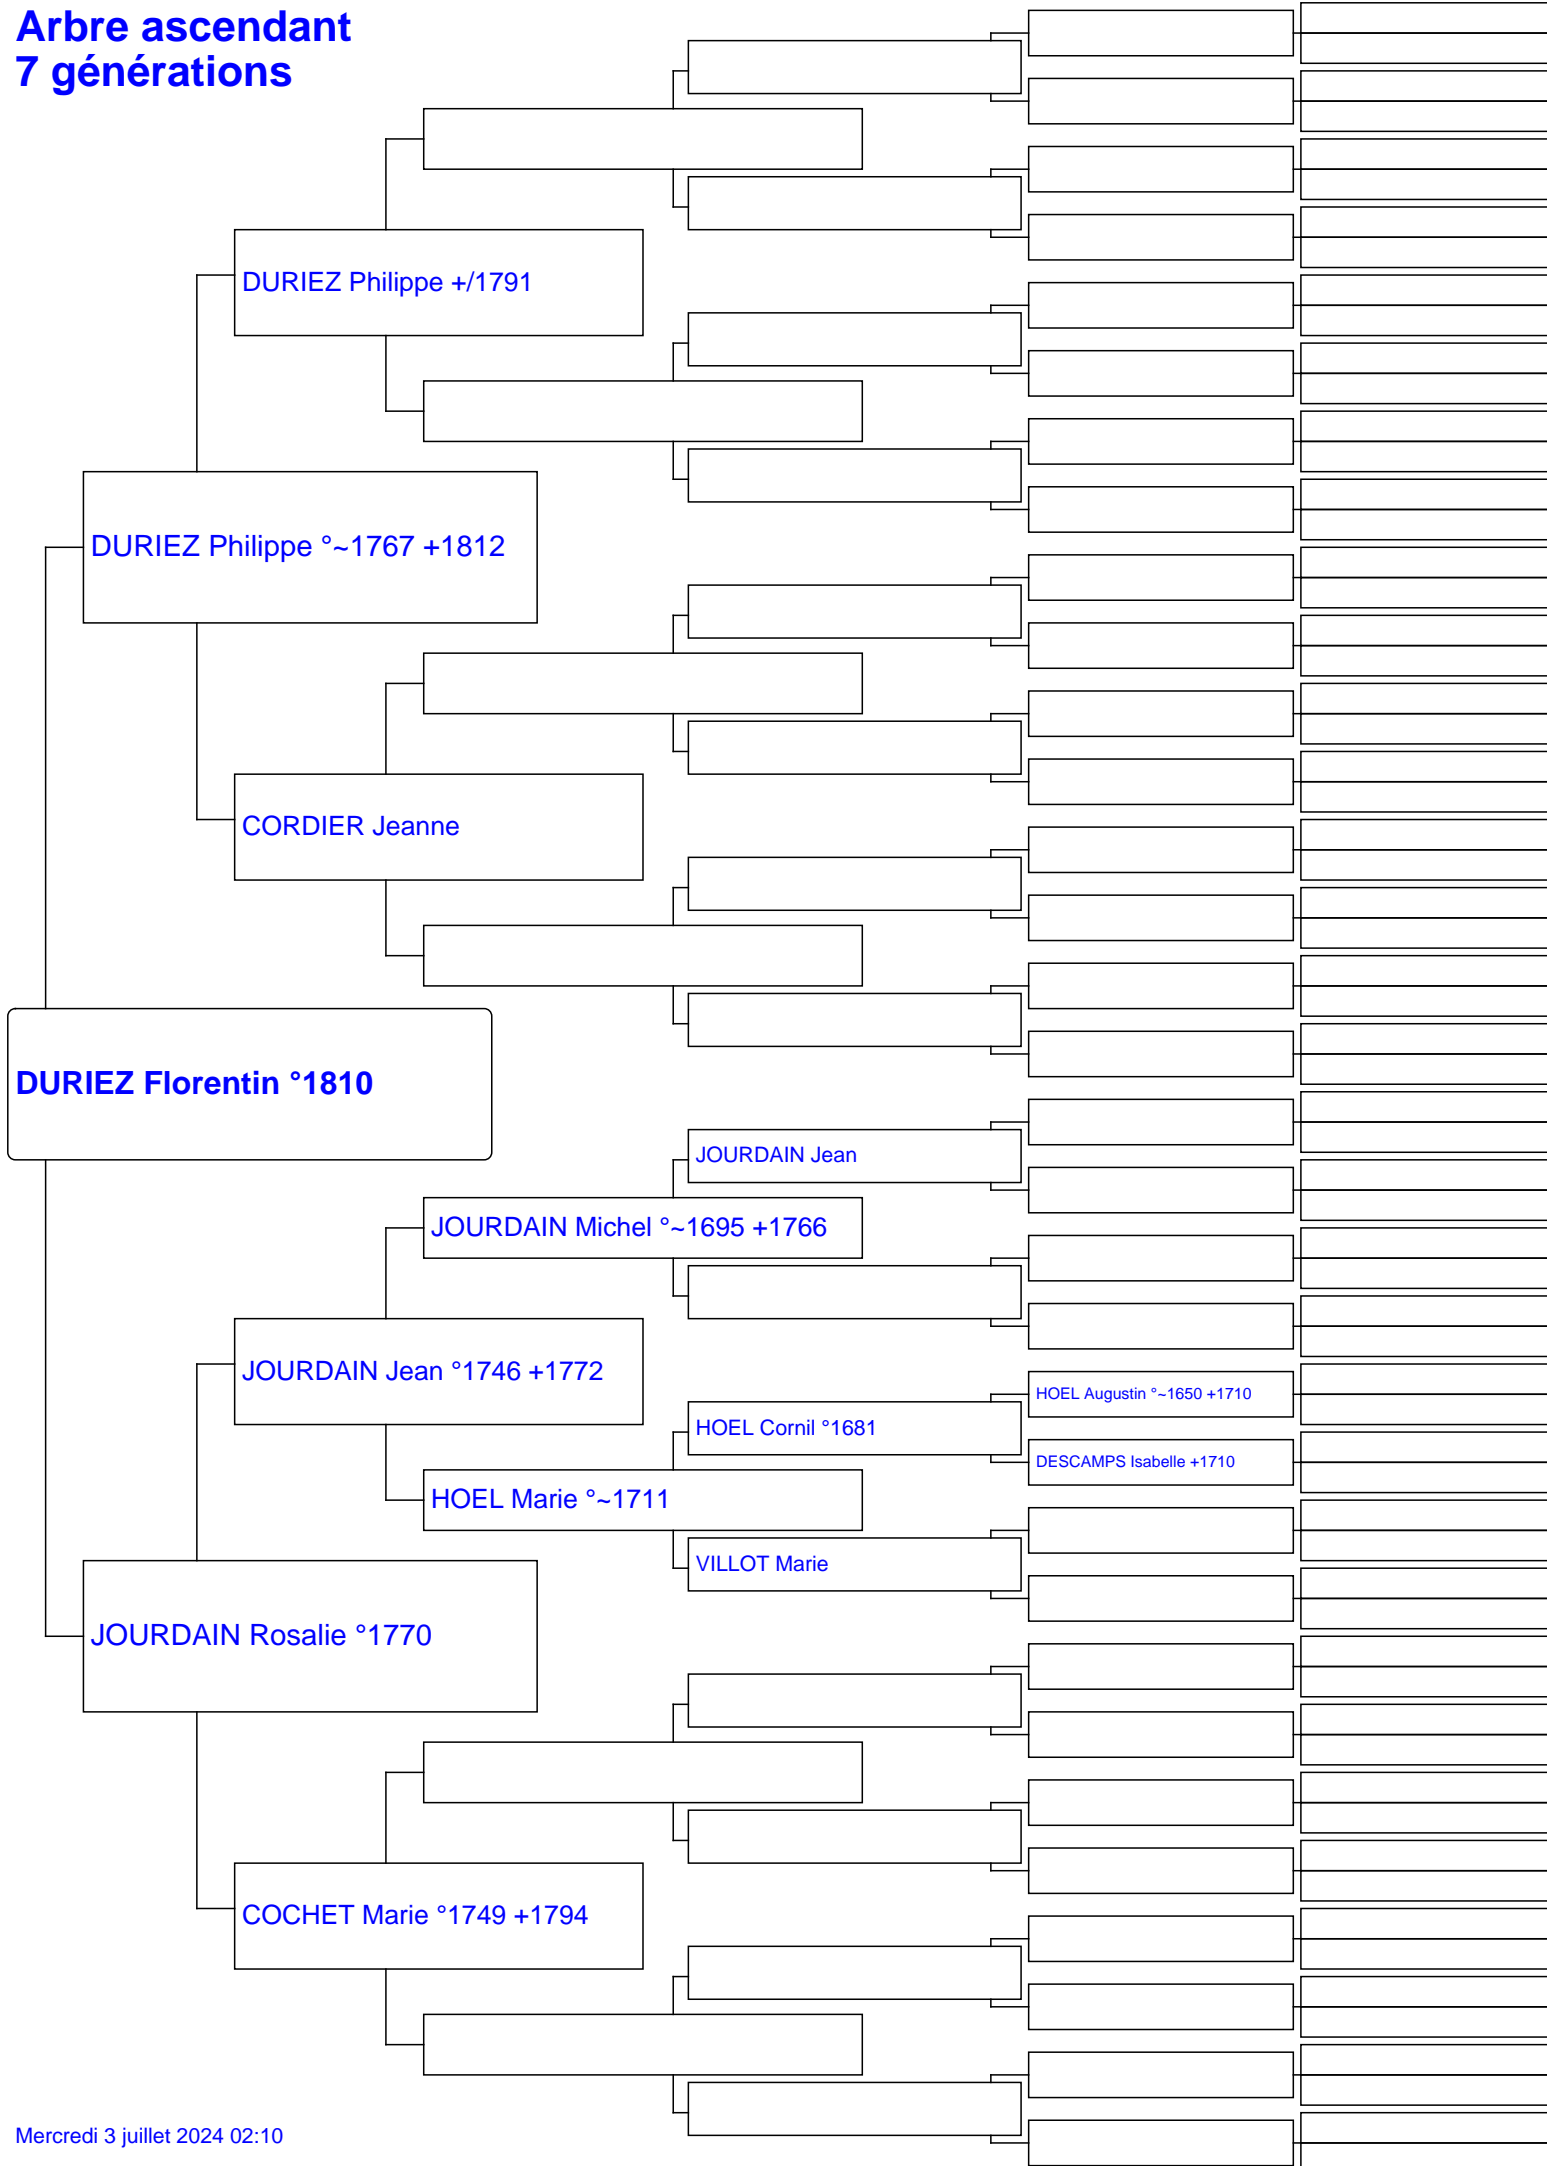 Arbre ascendant
7 générations
DURIEZ Philippe +/1791
DURIEZ Philippe °~1767 +1812
CORDIER Jeanne
DURIEZ Florentin °1810
JOURDAIN Jean
JOURDAIN Michel °~1695 +1766
JOURDAIN Jean °1746 +1772
HOEL Augustin °~1650 +1710
HOEL Cornil °1681
DESCAMPS Isabelle +1710
HOEL Marie °~1711
VILLOT Marie
JOURDAIN Rosalie °1770
COCHET Marie °1749 +1794
Mercredi 3 juillet 2024 02:10